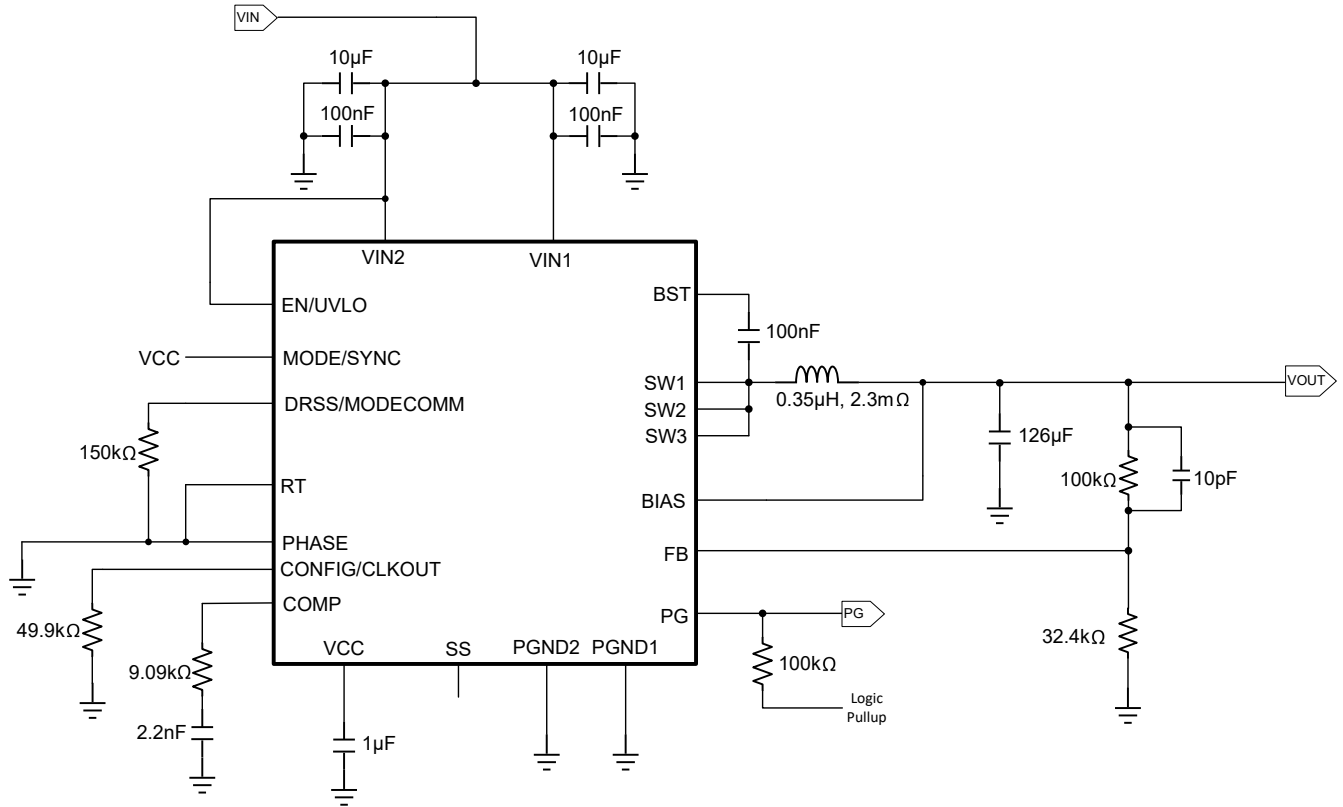 VIN
10µF
10µF
100nF
100nF
VIN2
VIN1
EN/UVLO
BST
100nF
VCC
MODE/SYNC
SW1
VOUT
0.35µH, 2.3mΩ
DRSS/MODECOMM
SW2
SW3
126µF
150kΩ
100kΩ
10pF
RT
BIAS
PHASE
FB
CONFIG/CLKOUT
COMP
PG
PG
49.9kΩ
32.4kΩ
VCC
SS
PGND2
PGND1
9.09kΩ
100kΩ
Logic
Pullup
2.2nF
1µF